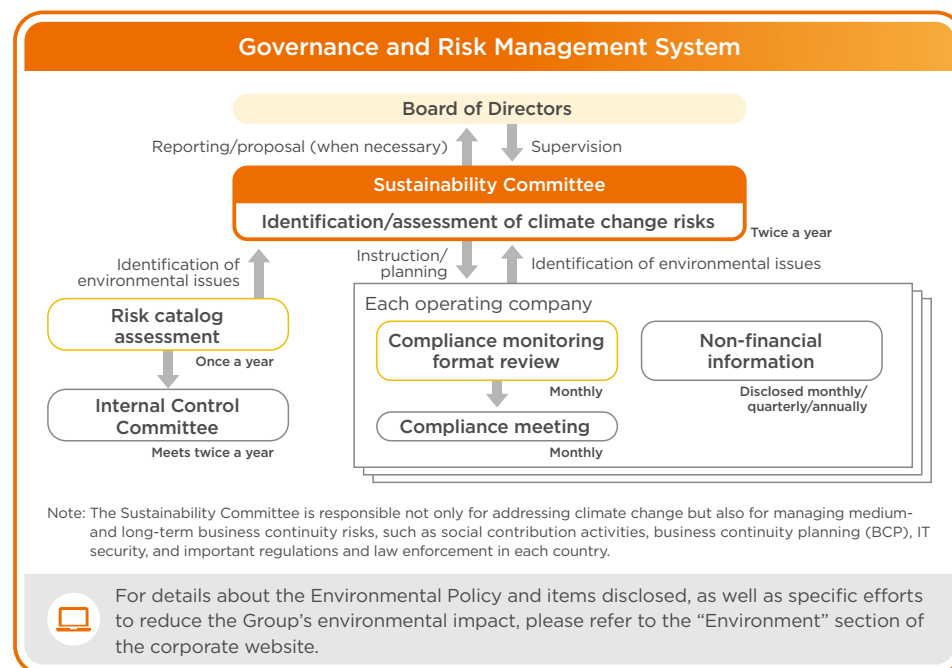 Governance and Risk Management System
Board of Directors
Reporting/proposal (when necessary)
Supervision
Sustainability Committee
Identification/assessment of climate change risks
Twice a year
Identification of
environmental issues
Instruction/
planning
Identification of environmental issues
Risk catalog
assessment
Once a year
Internal Control
Committee
Meets twice a year
Each operating company
Compliance monitoring
format review
Monthly
Compliance meeting
Monthly
Non-financial
information
Disclosed monthly/
quarterly/annually
Note: The Sustainability Committee is responsible not only for addressing climate change but also for managing medium-
and long-term business continuity risks, such as social contribution activities, business continuity planning (BCP), IT
security, and important regulations and law enforcement in each country.
For details about the Environmental Policy and items disclosed, as well as specific efforts
to reduce the Group’s environmental impact, please refer to the “Environment” section of
the corporate website.